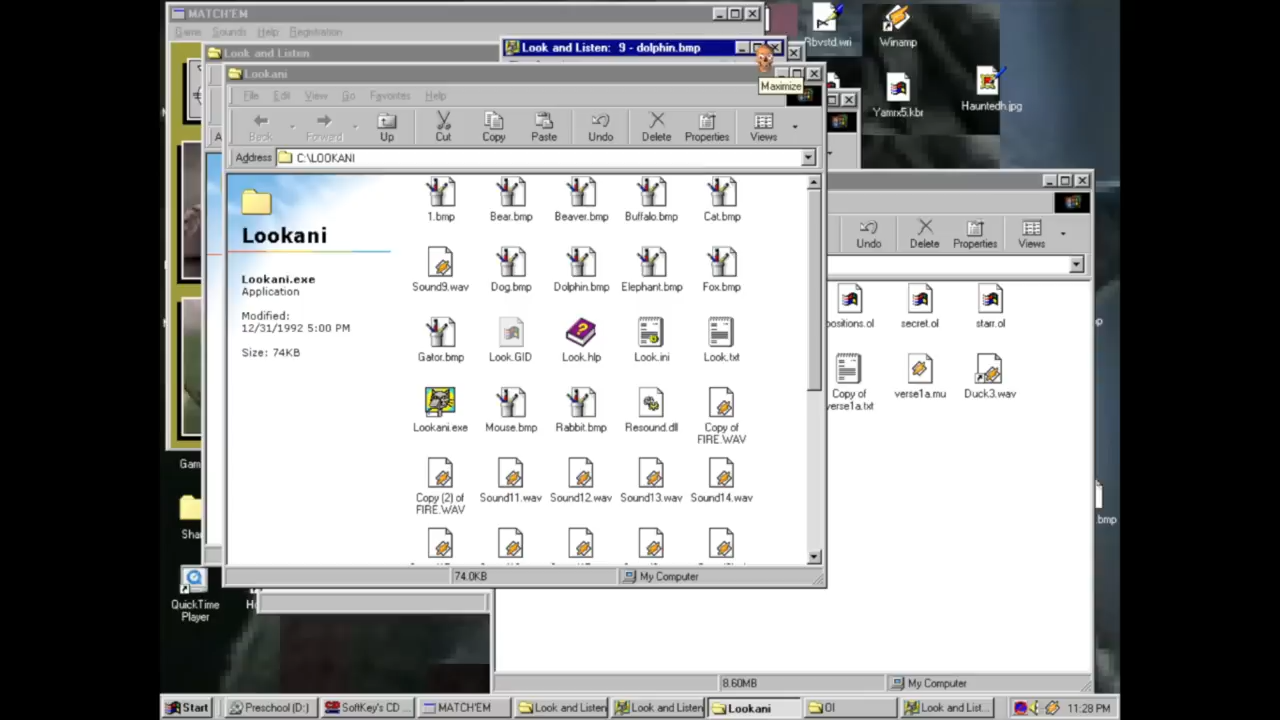 MATCH'EM
Game Sounds Help Registration
Look and Listen
Look and Listen: 9 - dolphin.bmp
Maximize
Rbvstd.wri
Winamp
Yamrx5.kbr
Hauntedh.jpg
Lookani
File Edit View Go Favorites Help
Back Forward Up Cut Copy Paste Undo Delete Properties Views
Address C:\LOOKANI
Lookani
Lookani.exe
Application
Modified:
12/31/1992 5:00 PM
Size: 74KB
1.bmp Bear.bmp Beaver.bmp Buffalo.bmp Cat.bmp
Sound9.wav Dog.bmp Dolphin.bmp Elephant.bmp Fox.bmp
Gator.bmp Look.GID Look.hlp Look.ini Look.txt
Lookani.exe Mouse.bmp Rabbit.bmp Resound.dll Copy of
FIRE.WAV
Copy (2) of
FIRE.WAV
Sound11.wav Sound12.wav Sound13.wav Sound14.wav
74.0KB My Computer
Undo Delete Properties Views
ositions.ol secret.ol starr.ol
Copy of
verse1a.txt
verse1a.mu Duck3.wav
8.60MB My Computer
Gam
Sha
QuickTime
Player
.bmp
Start Preschool (D:) SoftKey's CD ... MATCH'EM Look and Listen Look and Listen Lookani OI Look and List... 11:28 PM